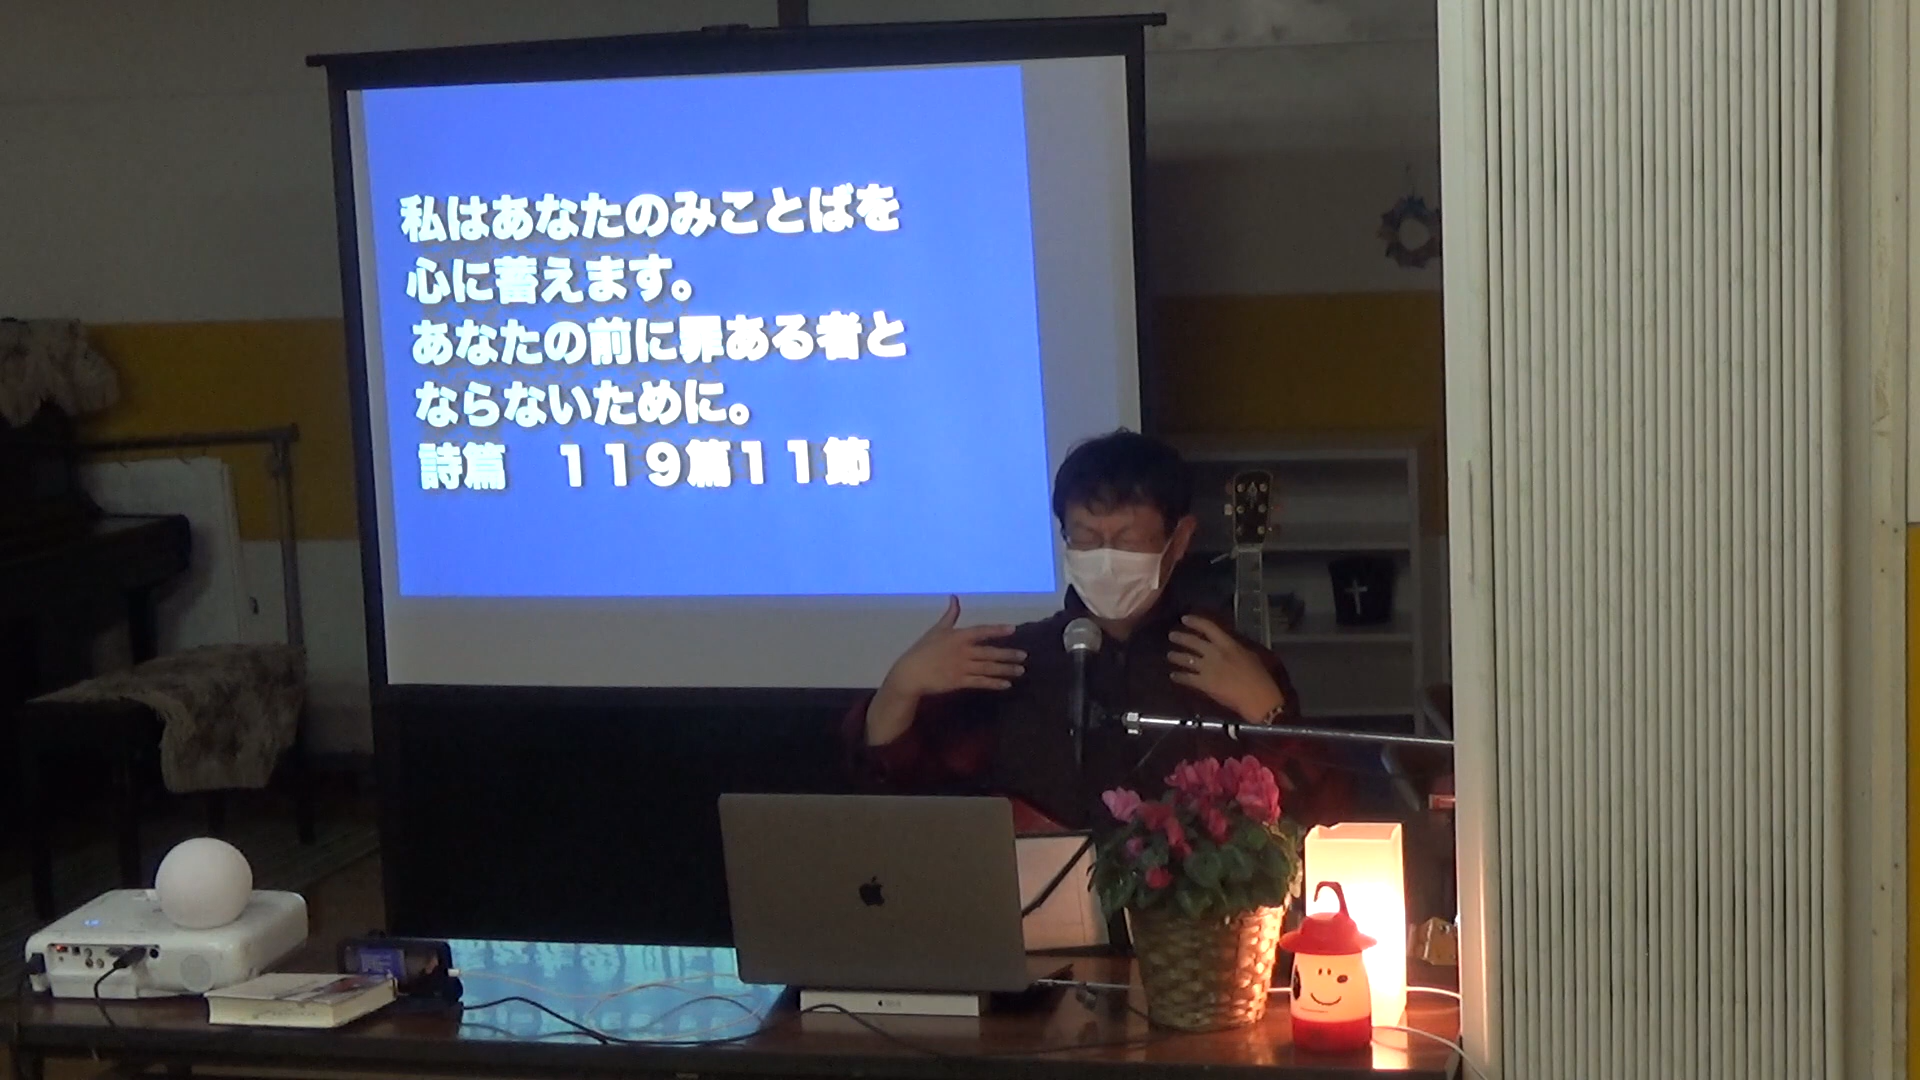 私はあなたのみことばを
心に蓄えます。
あなたの前に罪ある者と
ならないために。
詩篇　１１９篇１１節